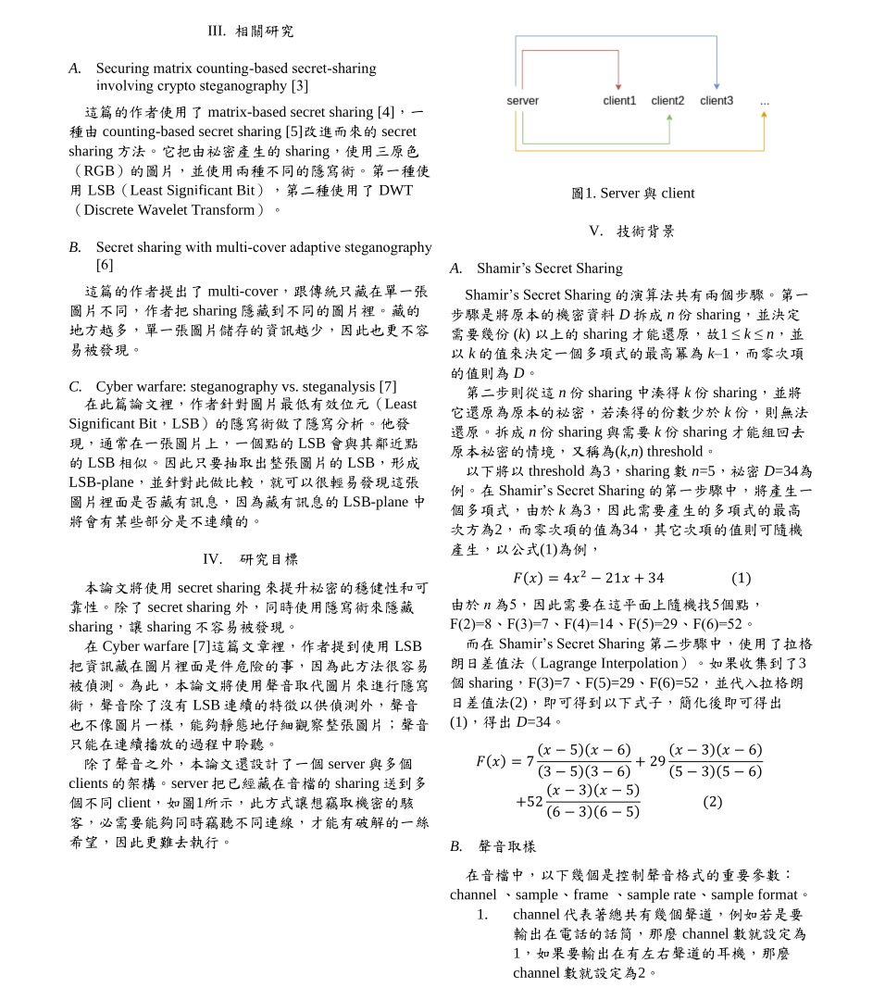 III. 相關研究
A. Securing matrix counting-based secret-sharing
involving crypto steganography [3]
這篇的作者使用了 matrix-based secret sharing [4]，一
種由 counting-based secret sharing [5]改進而來的 secret
sharing 方法。它把由祕密產生的 sharing，使用三原色
（RGB）的圖片，並使用兩種不同的隱寫術。第一種使
用 LSB（Least Significant Bit），第二種使用了 DWT
（Discrete Wavelet Transform）。
B. Secret sharing with multi-cover adaptive steganography
[6]
這篇的作者提出了 multi-cover，跟傳統只藏在單一張
圖片不同，作者把 sharing 隱藏到不同的圖片裡。藏的
地方越多，單一張圖片儲存的資訊越少，因此也更不容
易被發現。
C. Cyber warfare: steganography vs. steganalysis [7]
在此篇論文裡，作者針對圖片最低有效位元（Least
Significant Bit，LSB）的隱寫術做了隱寫分析。他發
現，通常在一張圖片上，一個點的 LSB 會與其鄰近點
的 LSB 相似。因此只要抽取出整張圖片的 LSB，形成
LSB-plane，並針對此做比較，就可以很輕易發現這張
圖片裡面是否藏有訊息，因為藏有訊息的 LSB-plane 中
將會有某些部分是不連續的。
IV. 研究目標
本論文將使用 secret sharing 來提升祕密的穩健性和可
靠性。除了 secret sharing 外，同時使用隱寫術來隱藏
sharing，讓 sharing 不容易被發現。
在 Cyber warfare [7]這篇文章裡，作者提到使用 LSB
把資訊藏在圖片裡面是件危險的事，因為此方法很容易
被偵測。為此，本論文將使用聲音取代圖片來進行隱寫
術，聲音除了沒有 LSB 連續的特徵以供偵測外，聲音
也不像圖片一樣，能夠靜態地仔細觀察整張圖片；聲音
只能在連續播放的過程中聆聽。
除了聲音之外，本論文還設計了一個 server 與多個
clients 的架構。server 把已經藏在音檔的 sharing 送到多
個不同 client，如圖1所示，此方式讓想竊取機密的駭
客，必需要能夠同時竊聽不同連線，才能有破解的一絲
希望，因此更難去執行。
server client1 client2 client3 ...
圖1. Server 與 client
V. 技術背景
A. Shamir’s Secret Sharing
Shamir’s Secret Sharing 的演算法共有兩個步驟。第一
步驟是將原本的機密資料 D 拆成 n 份 sharing，並決定
需要幾份 (k) 以上的 sharing 才能還原，故1 ≤ k ≤ n，並
以 k 的值來決定一個多項式的最高冪為 k–1，而零次項
的值則為 D。
第二步則從這 n 份 sharing 中湊得 k 份 sharing，並將
它還原為原本的祕密，若湊得的份數少於 k 份，則無法
還原。拆成 n 份 sharing 與需要 k 份 sharing 才能組回去
原本祕密的情境，又稱為(k,n) threshold。
以下將以 threshold 為3，sharing 數 n=5，祕密 D=34為
例。在 Shamir’s Secret Sharing 的第一步驟中，將產生一
個多項式，由於 k 為3，因此需要產生的多項式的最高
次方為2，而零次項的值為34，其它次項的值則可隨機
產生，以公式(1)為例，
F(x) = 4x² − 21x + 34 (1)
由於 n 為5，因此需要在這平面上隨機找5個點，
F(2)=8、F(3)=7、F(4)=14、F(5)=29、F(6)=52。
而在 Shamir’s Secret Sharing 第二步驟中，使用了拉格
朗日差值法（Lagrange Interpolation）。如果收集到了3
個 sharing，F(3)=7、F(5)=29、F(6)=52，並代入拉格朗
日差值法(2)，即可得到以下式子，簡化後即可得出
(1)，得出 D=34。
F(x) = 7 (x − 5)(x − 6)/(3 − 5)(3 − 6) + 29 (x − 3)(x − 6)/(5 − 3)(5 − 6)
+52 (x − 3)(x − 5)/(6 − 3)(6 − 5) (2)
B. 聲音取樣
在音檔中，以下幾個是控制聲音格式的重要參數：
channel 、sample、frame 、sample rate、sample format。
1. channel 代表著總共有幾個聲道，例如若是要
輸出在電話的話筒，那麼 channel 數就設定為
1，如果要輸出在有左右聲道的耳機，那麼
channel 數就設定為2。